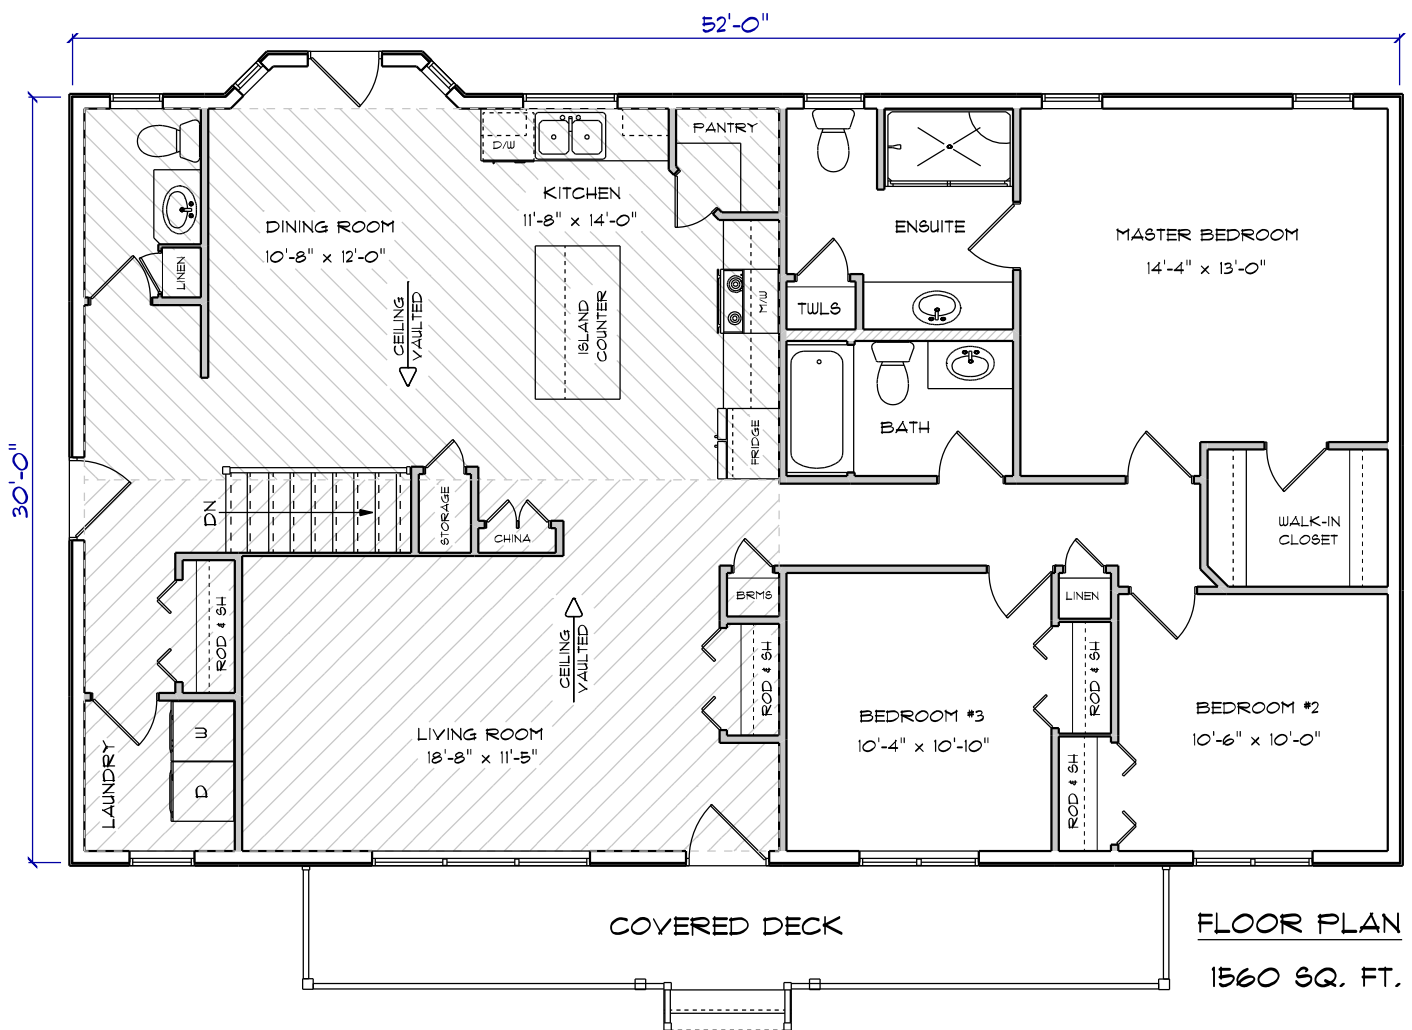 52'-0"
30'-0"
PANTRY
D/W
KITCHEN
11'-8" x 14'-0"
DINING ROOM
10'-8" x 12'-0"
ENSUITE
MASTER BEDROOM
14'-4" x 13'-0"
LINEN
CEILING
VAULTED
ISLAND
COUNTER
M/W
TWLS
FRIDGE
BATH
DN
STORAGE
CHINA
WALK-IN
CLOSET
BRMS
LINEN
ROD & SH
CEILING
VAULTED
ROD & SH
ROD & SH
LIVING ROOM
18'-8" x 11'-5"
BEDROOM #3
10'-4" x 10'-10"
BEDROOM #2
10'-6" x 10'-0"
LAUNDRY
W
D
ROD & SH
COVERED DECK
FLOOR PLAN
1560 SQ. FT.